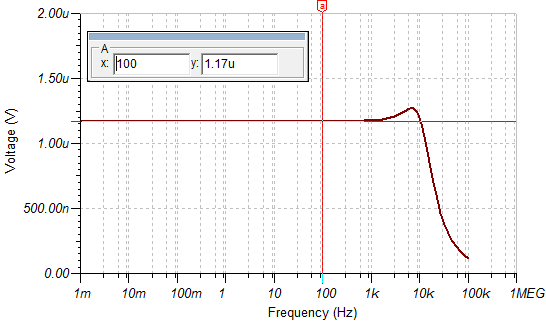 a
2.00u
A
x: 100 y: 1.17u
1.50u
Voltage (V)
1.00u
500.00n
0.00
1m 10m 100m 1 10 100 1k 10k 100k 1MEG
Frequency (Hz)